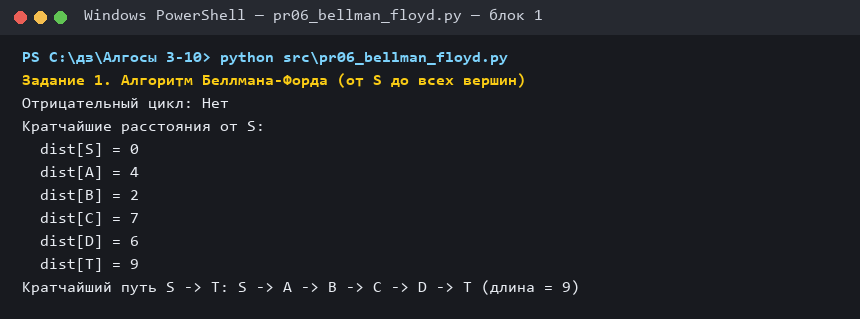 Windows PowerShell — pr06_bellman_floyd.py — блок 1
PS C:\дз\Алгосы 3-10> python src\pr06_bellman_floyd.py
Задание 1. Алгоритм Беллмана-Форда (от S до всех вершин)
Отрицательный цикл: Нет
Кратчайшие расстояния от S:
dist[S] = 0
dist[A] = 4
dist[B] = 2
dist[C] = 7
dist[D] = 6
dist[T] = 9
Кратчайший путь S -> T: S -> A -> B -> C -> D -> T (длина = 9)